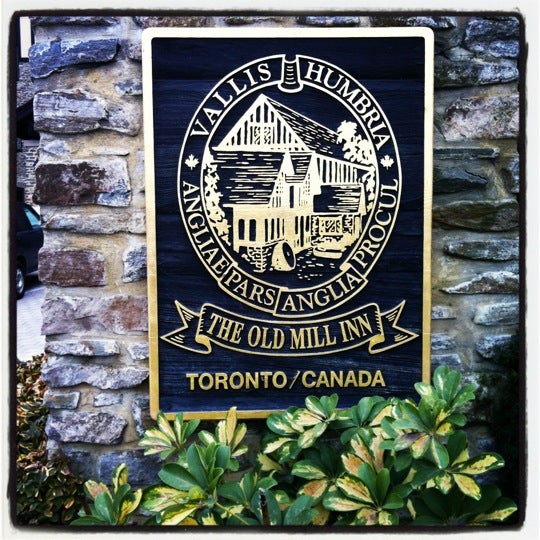 VALLIS HUMBRIA
ANGLIAE PARS ANGLIA PROCUL
THE OLD MILL INN
TORONTO/CANADA